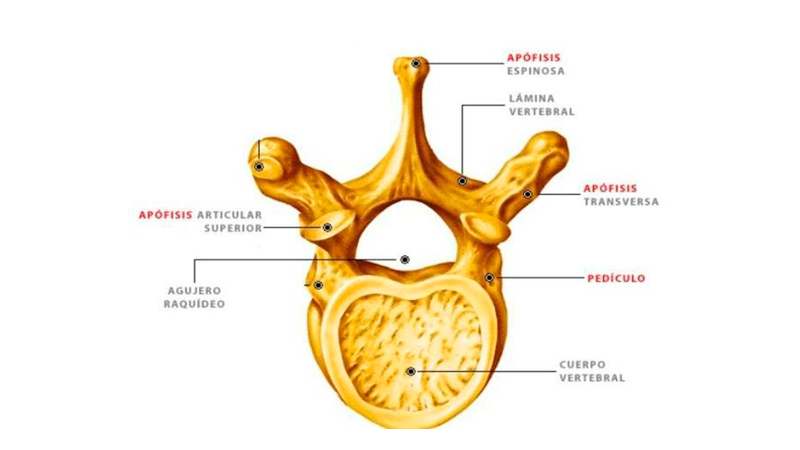 APÓFISIS
ESPINOSA
LÁMINA
VERTEBRAL
APÓFISIS
TRANSVERSA
APÓFISIS ARTICULAR
SUPERIOR
PEDÍCULO
AGUJERO
RAQUÍDEO
CUERPO
VERTEBRAL